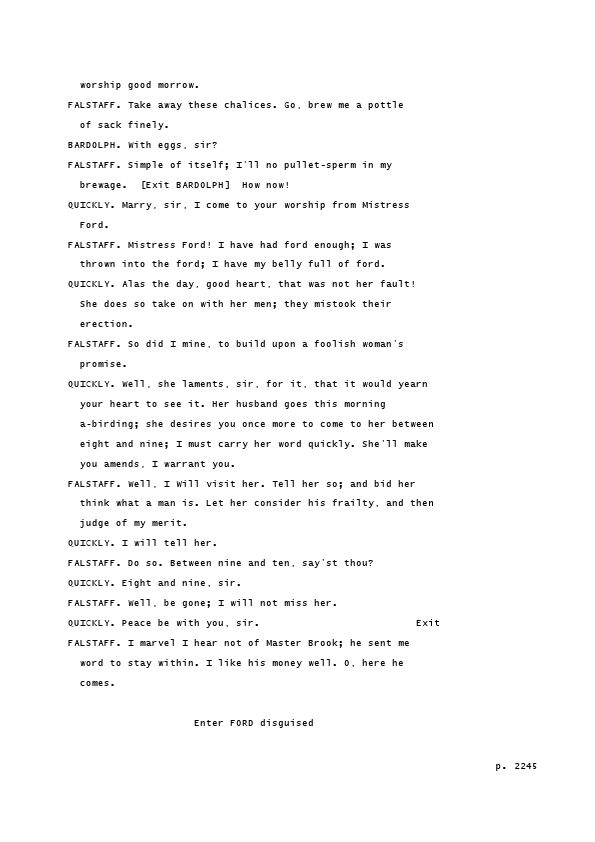 worship good morrow.
FALSTAFF. Take away these chalices. Go, brew me a pottle
of sack finely.
BARDOLPH. With eggs, sir?
FALSTAFF. Simple of itself; I'll no pullet-sperm in my
brewage.  [Exit BARDOLPH]  How now!
QUICKLY. Marry, sir, I come to your worship from Mistress
Ford.
FALSTAFF. Mistress Ford! I have had ford enough; I was
thrown into the ford; I have my belly full of ford.
QUICKLY. Alas the day, good heart, that was not her fault!
She does so take on with her men; they mistook their
erection.
FALSTAFF. So did I mine, to build upon a foolish woman's
promise.
QUICKLY. Well, she laments, sir, for it, that it would yearn
your heart to see it. Her husband goes this morning
a-birding; she desires you once more to come to her between
eight and nine; I must carry her word quickly. She'll make
you amends, I warrant you.
FALSTAFF. Well, I Will visit her. Tell her so; and bid her
think what a man is. Let her consider his frailty, and then
judge of my merit.
QUICKLY. I will tell her.
FALSTAFF. Do so. Between nine and ten, say'st thou?
QUICKLY. Eight and nine, sir.
FALSTAFF. Well, be gone; I will not miss her.
QUICKLY. Peace be with you, sir.                          Exit
FALSTAFF. I marvel I hear not of Master Brook; he sent me
word to stay within. I like his money well. O, here he
comes.
Enter FORD disguised
p. 2245